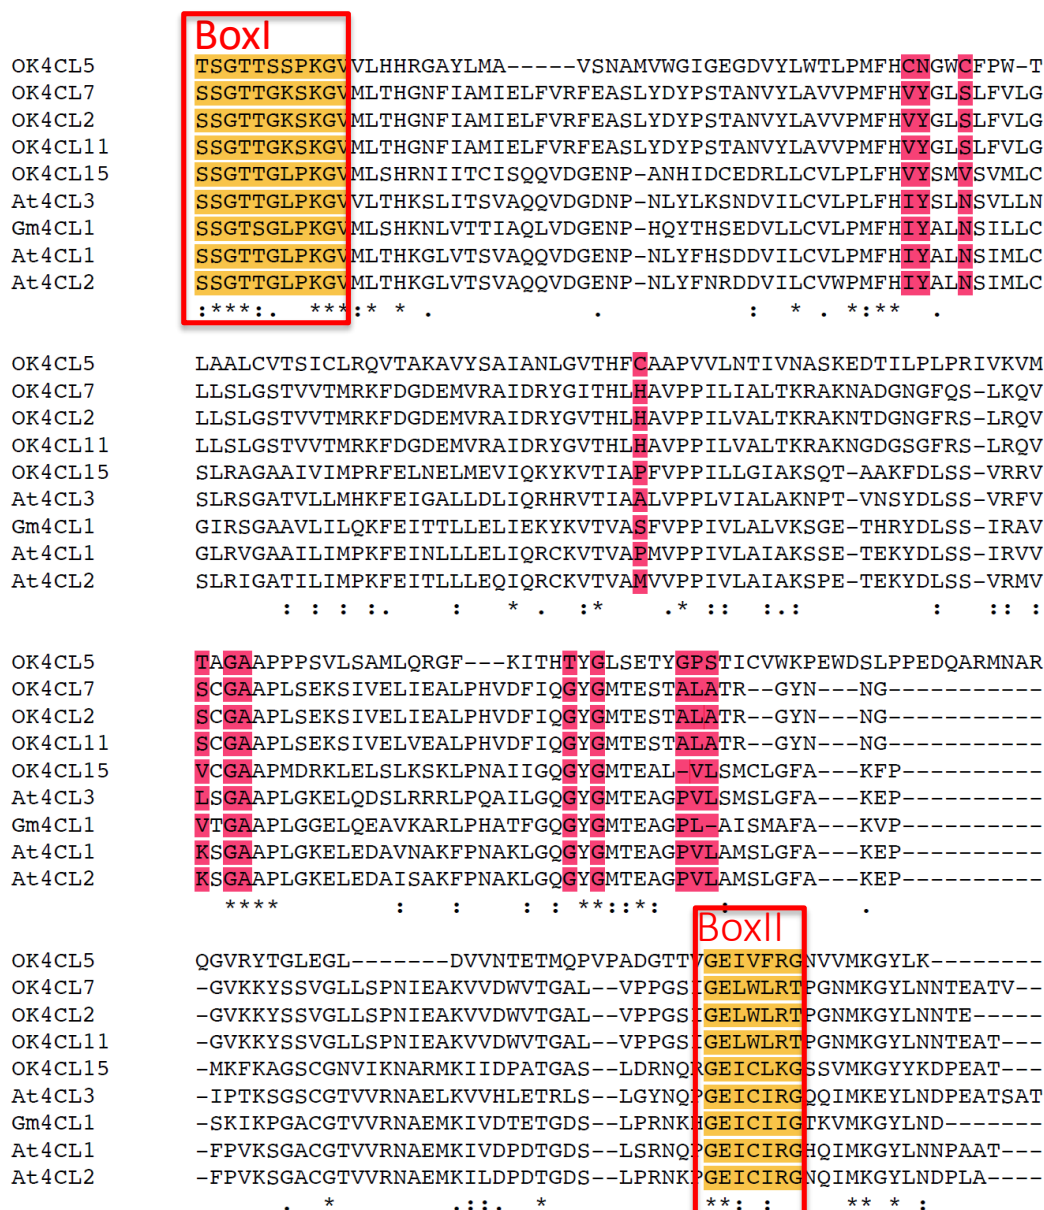 BoxI
OK4CL5 TSGTTSSPKGVVLHHRGAYLMA-----VSNAMVWGIGEGDVYLWTLPMFHCNGWCFPW-T
OK4CL7 SSGTTGKSKGVMLTHGNFIAMIELFVRFEASLYDYPSTANVYLAVVPMFHVYGLSLFVLG
OK4CL2 SSGTTGKSKGVMLTHGNFIAMIELFVRFEASLYDYPSTANVYLAVVPMFHVYGLSLFVLG
OK4CL11 SSGTTGKSKGVMLTHGNFIAMIELFVRFEASLYDYPSTANVYLAVVPMFHVYGLSLFVLG
OK4CL15 SSGTTGLPKGVMLSHRNIITCISQQVDGENP-ANHIDCEDRLLCVLPLFHVYSMVSVMLC
At4CL3 SSGTTGLPKGVVLTHKSLITSVAQQVDGDNP-NLYLKSNDVILCVLPLFHIYSLNSVLLN
Gm4CL1 SSGTSGLPKGVMLSHKNLVTTIAQLVDGENP-HQYTHSEDVLLCVLPMFHIYALNSILLC
At4CL1 SSGTTGLPKGVMLTHKGLVTSVAQQVDGENP-NLYFHSDDVILCVLPMFHIYALNSIMLC
At4CL2 SSGTTGLPKGVMLTHKGLVTSVAQQVDGENP-NLYFNRDDVILCVWPMFHIYALNSIMLC
:***:. ***:* * . . : * . *:** .
OK4CL5 LAALCVTSICLRQVTAKAVYSAIANLGVTHFCAAPVVLNTIVNASKEDTILPLPRIVKVM
OK4CL7 LLSLGSTVVTMRKFDGDEMVRAIDRYGITHLHAVPPILIALTKRAKNADGNGFQS-LKQV
OK4CL2 LLSLGSTVVTMRKFDGDEMVRAIDRYGVTHLHAVPPILVALTKRAKNTDGNGFRS-LRQV
OK4CL11 LLSLGSTVVTMRKFDGDEMVRAIDRYGVTHLHAVPPILVALTKRAKNGDGSGFRS-LRQV
OK4CL15 SLRAGAAIVIMPRFELNELMEVIQKYKVTIAPFVPPILLGIAKSQT-AAKFDLSS-VRRV
At4CL3 SLRSGATVLLMHKFEIGALLDLIQRHRVTIAALVPPLVIALAKNPT-VNSYDLSS-VRFV
Gm4CL1 GIRSGAAVLILQKFEITTLLELIEKYKVTVASFVPPIVLALVKSGE-THRYDLSS-IRAV
At4CL1 GLRVGAAILIMPKFEINLLLELIQRCKVTVAPMVPPIVLAIAKSSE-TEKYDLSS-IRVV
At4CL2 SLRIGATILIMPKFEITLLLEQIQRCKVTVAMVVPPIVLAIAKSPE-TEKYDLSS-VRMV
: : : :. : * . :* .* :: :.: : :: :
OK4CL5 TAGAAPPPSVLSAMLQRGF---KITHTYGLSETYGPSTICVWKPEWDSLPPEDQARMNAR
OK4CL7 SCGAAPLSEKSIVELIEALPHVDFIQGYGMTESTALATR--GYN---NG-----------
OK4CL2 SCGAAPLSEKSIVELIEALPHVDFIQGYGMTESTALATR--GYN---NG-----------
OK4CL11 SCGAAPLSEKSIVELVEALPHVDFIQGYGMTESTALATR--GYN---NG-----------
OK4CL15 VCGAAPMDRKLELSLKSKLPNAIIGQGYGMTEAL-VLSMCLGFA---KFP----------
At4CL3 LSGAAPLGKELQDSLRRRLPQAILGQGYGMTEAGPVLSMSLGFA---KEP----------
Gm4CL1 VTGAAPLGGELQEAVKARLPHATFGQGYGMTEAGPL-AISMAFA---KVP----------
At4CL1 KSGAAPLGKELEDAVNAKFPNAKLGQGYGMTEAGPVLAMSLGFA---KEP----------
At4CL2 KSGAAPLGKELEDAISAKFPNAKLGQGYGMTEAGPVLAMSLGFA---KEP----------
**** : : : : **::*: : .
BoxII
OK4CL5 QGVRYTGLEGL-------DVVNTETMQPVPADGTTVGEIVFRGNVVMKGYLK--------
OK4CL7 -GVKKYSSVGLLSPNIEAKVVDWVTGAL--VPPGSIGELWLRTPGNMKGYLNNTEATV--
OK4CL2 -GVKKYSSVGLLSPNIEAKVVDWVTGAL--VPPGSIGELWLRTPGNMKGYLNNTE-----
OK4CL11 -GVKKYSSVGLLSPNIEAKVVDWVTGAL--VPPGSIGELWLRTPGNMKGYLNNTEAT---
OK4CL15 -MKFKAGSCGNVIKNARMKIIDPATGAS--LDRNQRGEICLKGSSVMKGYYKDPEAT---
At4CL3 -IPTKSGSCGTVVRNAELKVVHLETRLS--LGYNQPGEICIRGQQIMKEYLNDPEATSAT
Gm4CL1 -SKIKPGACGTVVRNAEMKIVDTETGDS--LPRNKHGEICIIGTKVMKGYLND-------
At4CL1 -FPVKSGACGTVVRNAEMKIVDPDTGDS--LSRNQPGEICIRGHQIMKGYLNNPAAT---
At4CL2 -FPVKSGACGTVVRNAEMKILDPDTGDS--LPRNKPGEICIRGNQIMKGYLNDPLA----
. * .::. * **: : ** * :